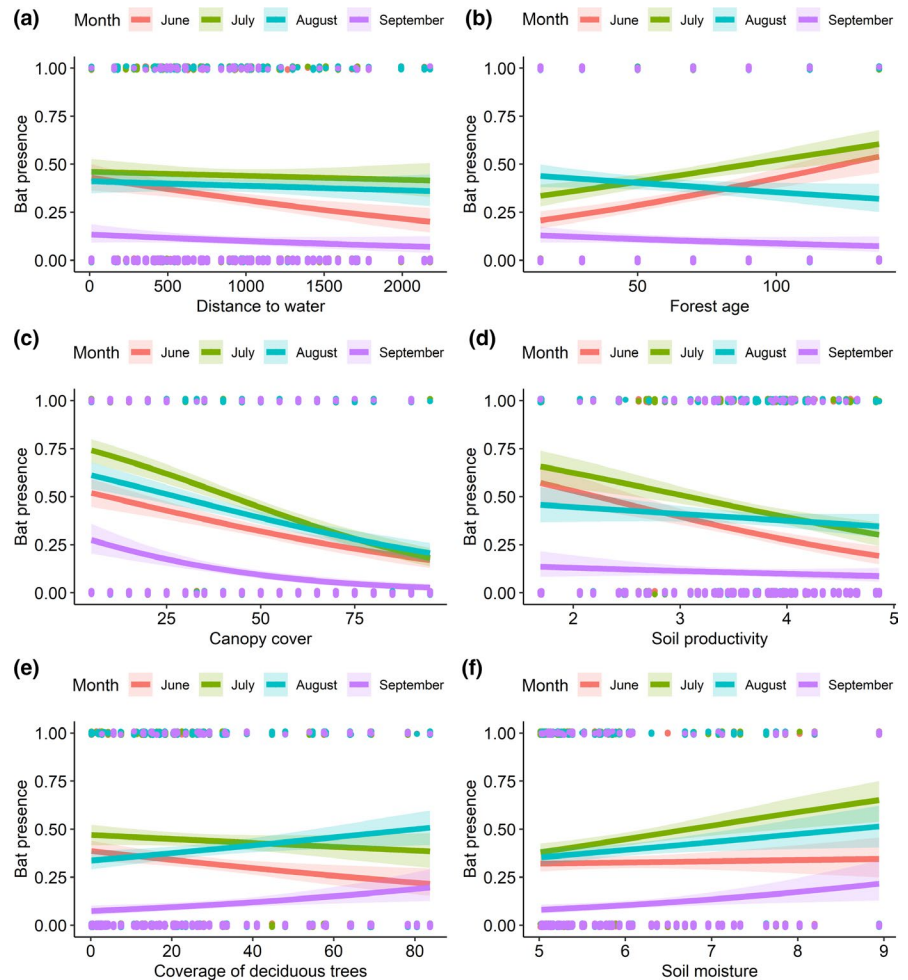 (a)
Month June July August September
1.00
0.75
0.50
0.25
0.00
Bat presence
0 500 1000 1500 2000
Distance to water
(b)
Month June July August September
1.00
0.75
0.50
0.25
0.00
Bat presence
50 100
Forest age
(c)
Month June July August September
1.00
0.75
0.50
0.25
0.00
Bat presence
25 50 75
Canopy cover
(d)
Month June July August September
1.00
0.75
0.50
0.25
0.00
Bat presence
2 3 4 5
Soil productivity
(e)
Month June July August September
1.00
0.75
0.50
0.25
0.00
Bat presence
0 20 40 60 80
Coverage of deciduous trees
(f)
Month June July August September
1.00
0.75
0.50
0.25
0.00
Bat presence
5 6 7 8 9
Soil moisture